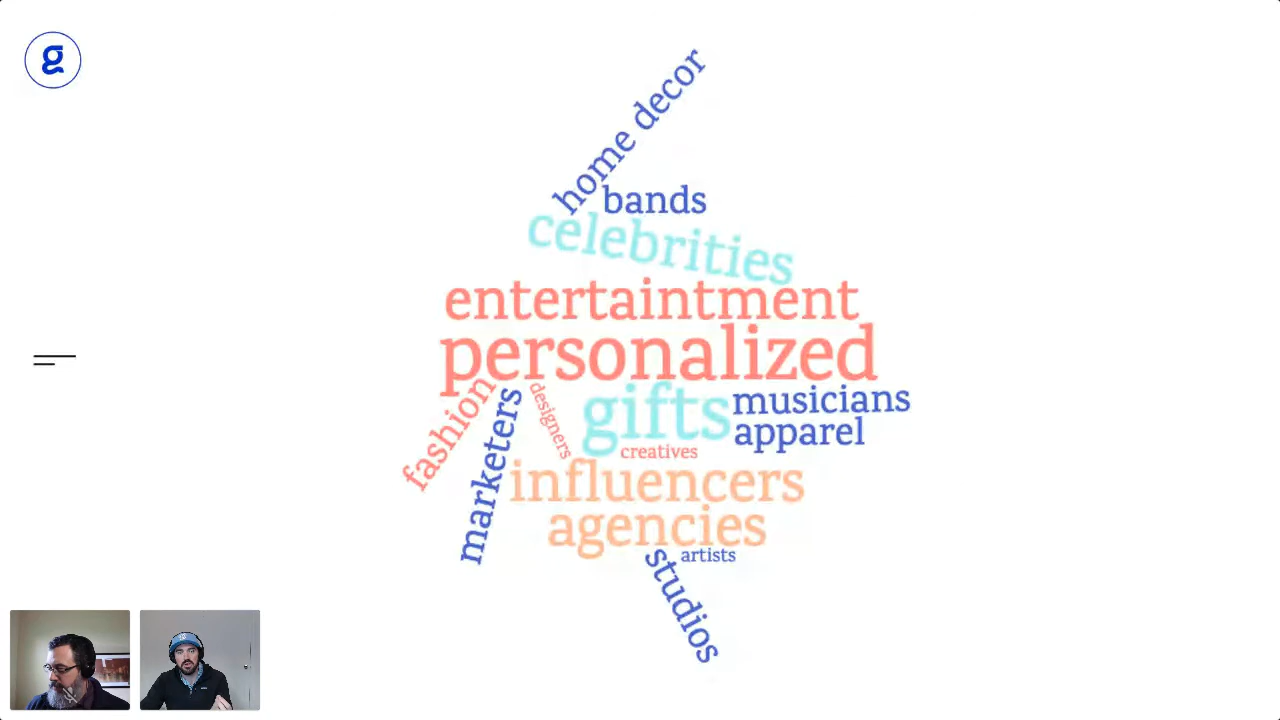 g
home decor
bands
celebrities
entertaintment
personalized
fashion
marketers
designers
gifts
musicians
apparel
creatives
influencers
agencies
artists
studios